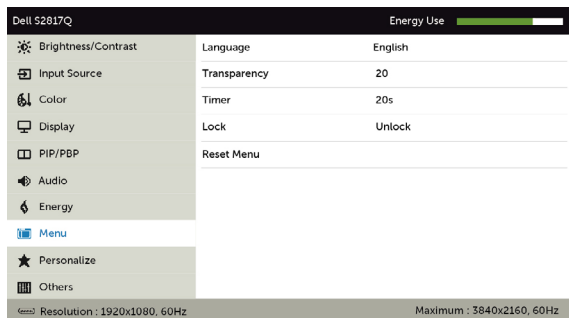 Dell S2817Q Energy Use
Brightness/Contrast Language English
Input Source Transparency 20
Color Timer 20s
Display Lock Unlock
PIP/PBP Reset Menu
Audio
Energy
Menu
Personalize
Others
Resolution : 1920x1080, 60Hz Maximum : 3840x2160, 60Hz